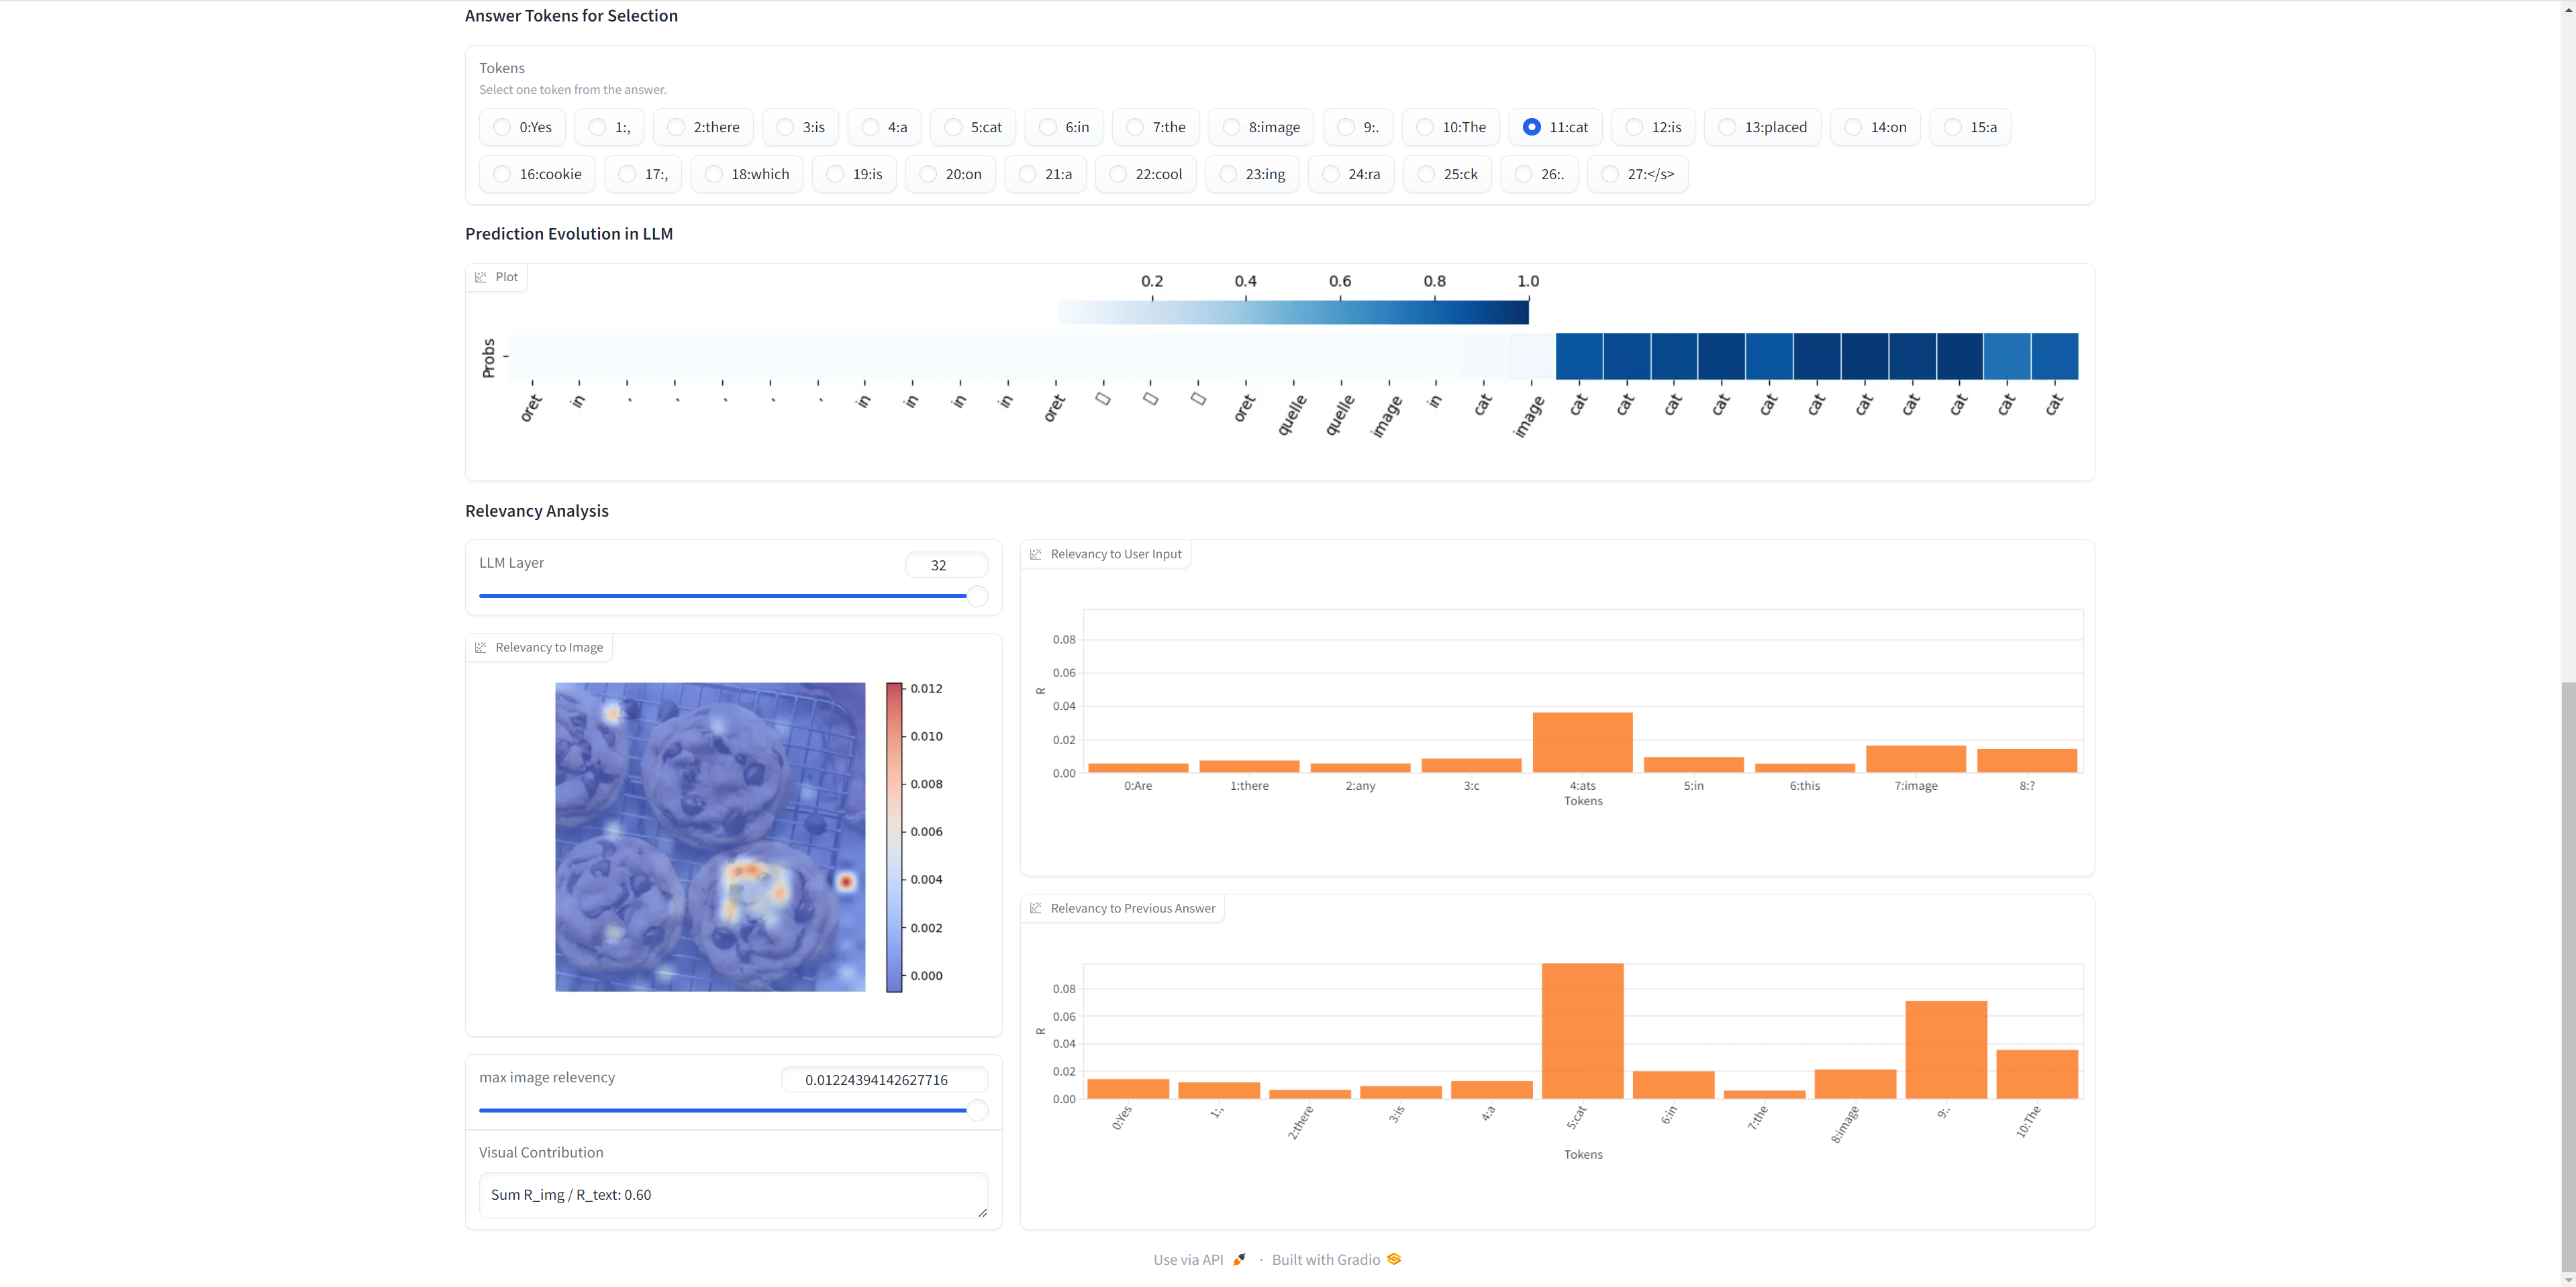 Answer Tokens for Selection
Tokens
Select one token from the answer.
0:Yes 1:, 2:there 3:is 4:a 5:cat 6:in 7:the 8:image 9:. 10:The 11:cat 12:is 13:placed 14:on 15:a
16:cookie 17:, 18:which 19:is 20:on 21:a 22:cool 23:ing 24:ra 25:ck 26:. 27:</s>
Prediction Evolution in LLM
Plot
0.2 0.4 0.6 0.8 1.0
Probs
oret in , , , , , in in in in oret oret quelle quelle image in cat image cat cat cat cat cat cat cat cat cat cat cat
Relevancy Analysis
LLM Layer 32
Relevancy to Image
0.012
0.010
0.008
0.006
0.004
0.002
0.000
max image relevency 0.01224394142627716
Visual Contribution
Sum R_img / R_text: 0.60
Relevancy to User Input
0.08
0.06
R
0.04
0.02
0.00
0:Are 1:there 2:any 3:c 4:ats 5:in 6:this 7:image 8:?
Tokens
Relevancy to Previous Answer
0.08
0.06
R
0.04
0.02
0.00
0:Yes 1:, 2:there 3:is 4:a 5:cat 6:in 7:the 8:image 9:. 10:The
Tokens
Use via API · Built with Gradio